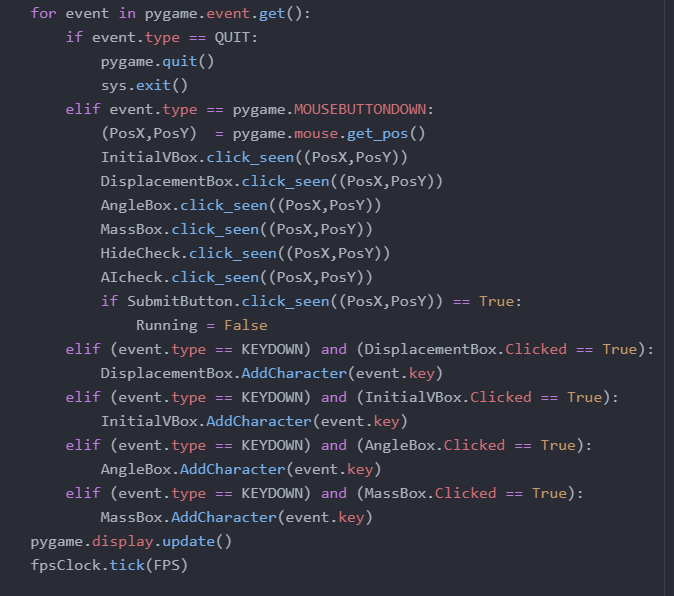 for event in pygame.event.get():
    if event.type == QUIT:
        pygame.quit()
        sys.exit()
    elif event.type == pygame.MOUSEBUTTONDOWN:
        (PosX,PosY)  = pygame.mouse.get_pos()
        InitialVBox.click_seen((PosX,PosY))
        DisplacementBox.click_seen((PosX,PosY))
        AngleBox.click_seen((PosX,PosY))
        MassBox.click_seen((PosX,PosY))
        HideCheck.click_seen((PosX,PosY))
        AIcheck.click_seen((PosX,PosY))
        if SubmitButton.click_seen((PosX,PosY)) == True:
            Running = False
    elif (event.type == KEYDOWN) and (DisplacementBox.Clicked == True):
        DisplacementBox.AddCharacter(event.key)
    elif (event.type == KEYDOWN) and (InitialVBox.Clicked == True):
        InitialVBox.AddCharacter(event.key)
    elif (event.type == KEYDOWN) and (AngleBox.Clicked == True):
        AngleBox.AddCharacter(event.key)
    elif (event.type == KEYDOWN) and (MassBox.Clicked == True):
        MassBox.AddCharacter(event.key)
pygame.display.update()
fpsClock.tick(FPS)